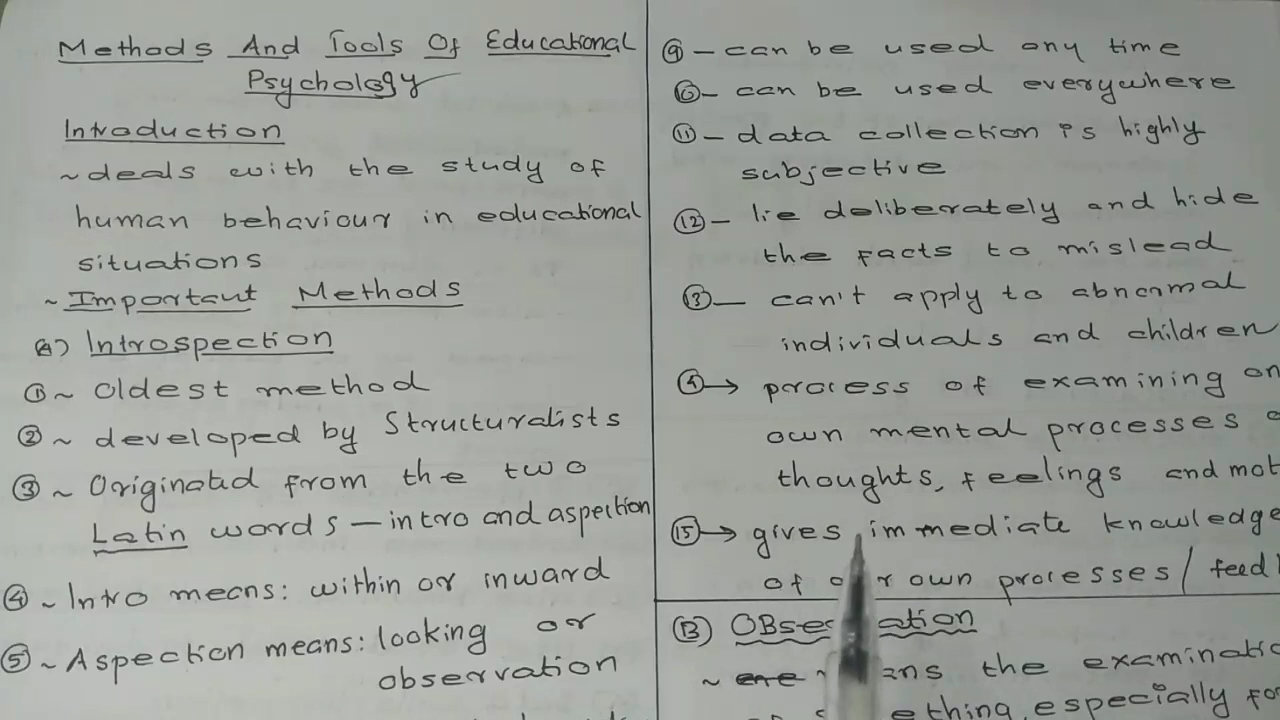 Methods And Tools Of Educational
Psychology
Introduction
~ deals with the study of
human behaviour in educational
situations
~ Important Methods
(A) Introspection
① ~ Oldest method
② ~ developed by Structuralists
③ ~ Originated from the two
Latin words — intro and aspection
④ ~ Intro means: within or inward
⑤ ~ Aspection means: looking or
observation
⑨ – can be used any time
⑩ – can be used everywhere
⑪ – data collection is highly
subjective
⑫ – lie deliberately and hide
the facts to mislead
⑬ — can't apply to abnormal
individuals and children
⑭ → process of examining
own mental processes
thoughts, feelings and
⑮ → gives immediate knowledge
of own processes /
(B)
~ the
especially